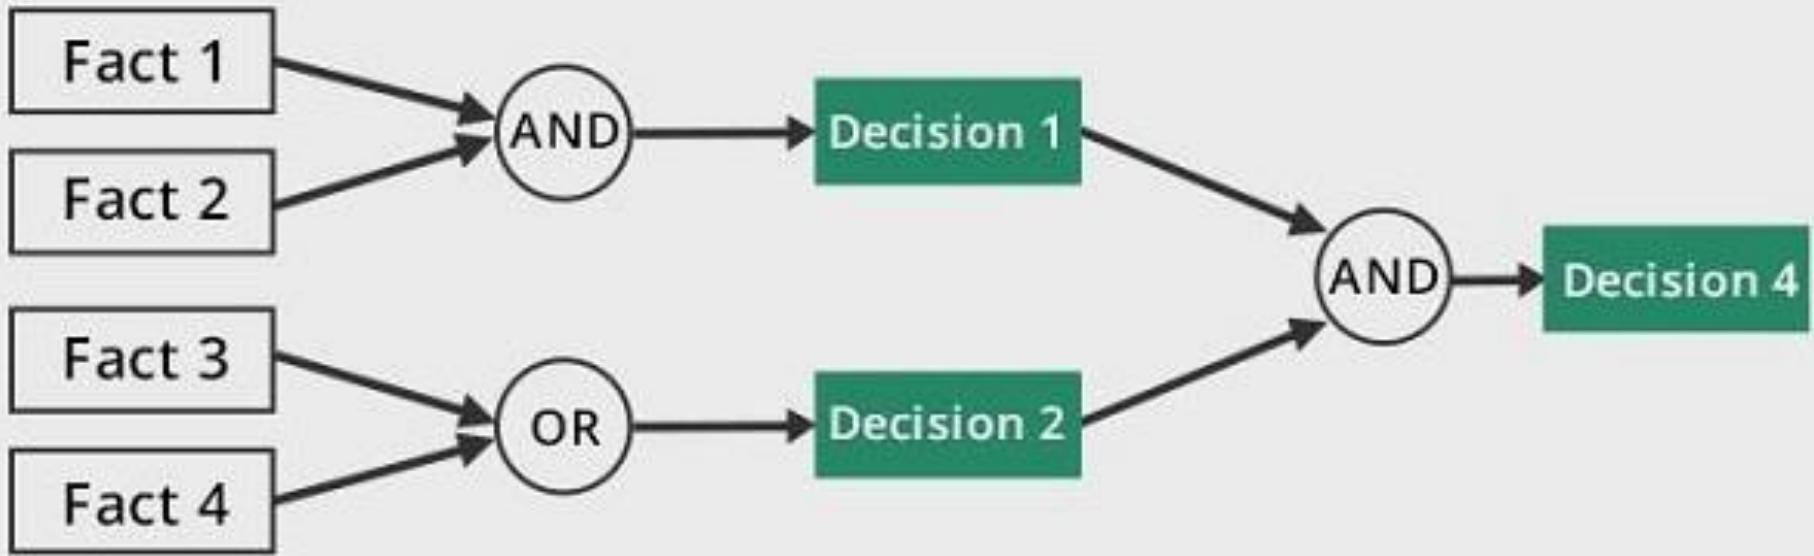 Fact 1
Fact 2
AND
Decision 1
Fact 3
Fact 4
OR
Decision 2
AND
Decision 4